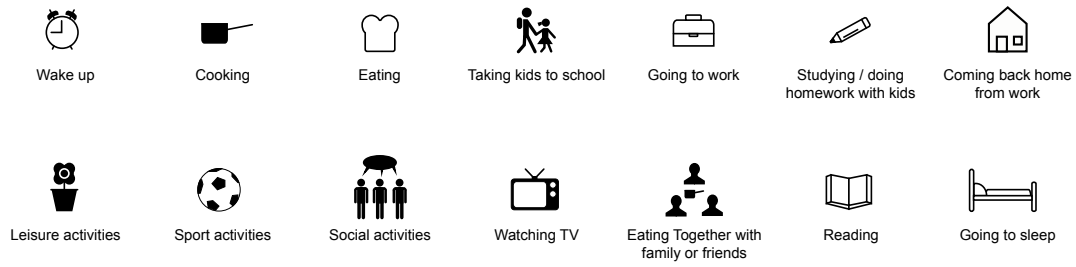 Wake up
Cooking
Eating
Taking kids to school
Going to work
Studying / doing
homework with kids
Coming back home
from work
Leisure activities
Sport activities
Social activities
Watching TV
Eating Together with
family or friends
Reading
Going to sleep